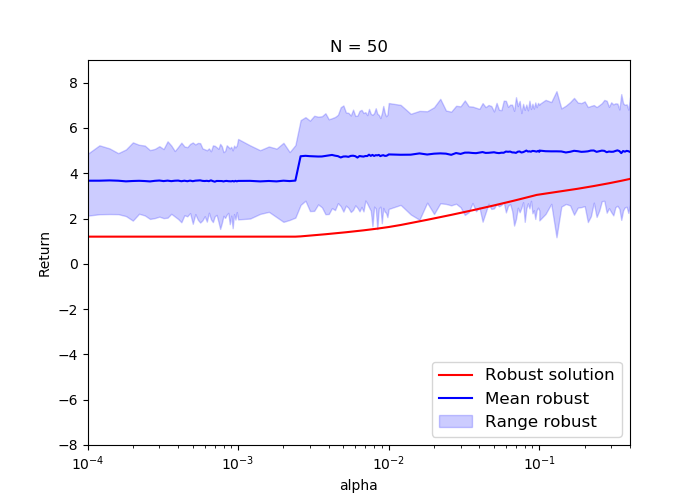 N = 50
Return
8
6
4
2
0
−2
−4
−6
−8
10⁻⁴
10⁻³
10⁻²
10⁻¹
alpha
Robust solution
Mean robust
Range robust